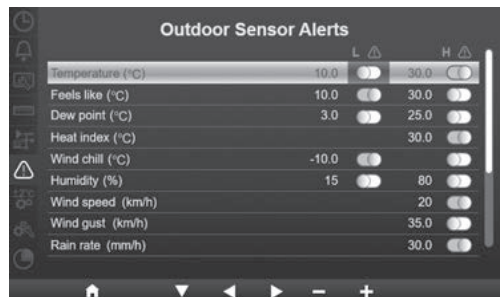 Outdoor Sensor Alerts
L H
Temperature (°C) 10.0 30.0
Feels like (°C) 10.0 30.0
Dew point (°C) 3.0 25.0
Heat index (°C) 30.0
Wind chill (°C) -10.0
Humidity (%) 15 80
Wind speed (km/h) 20
Wind gust (km/h) 35.0
Rain rate (mm/h) 30.0